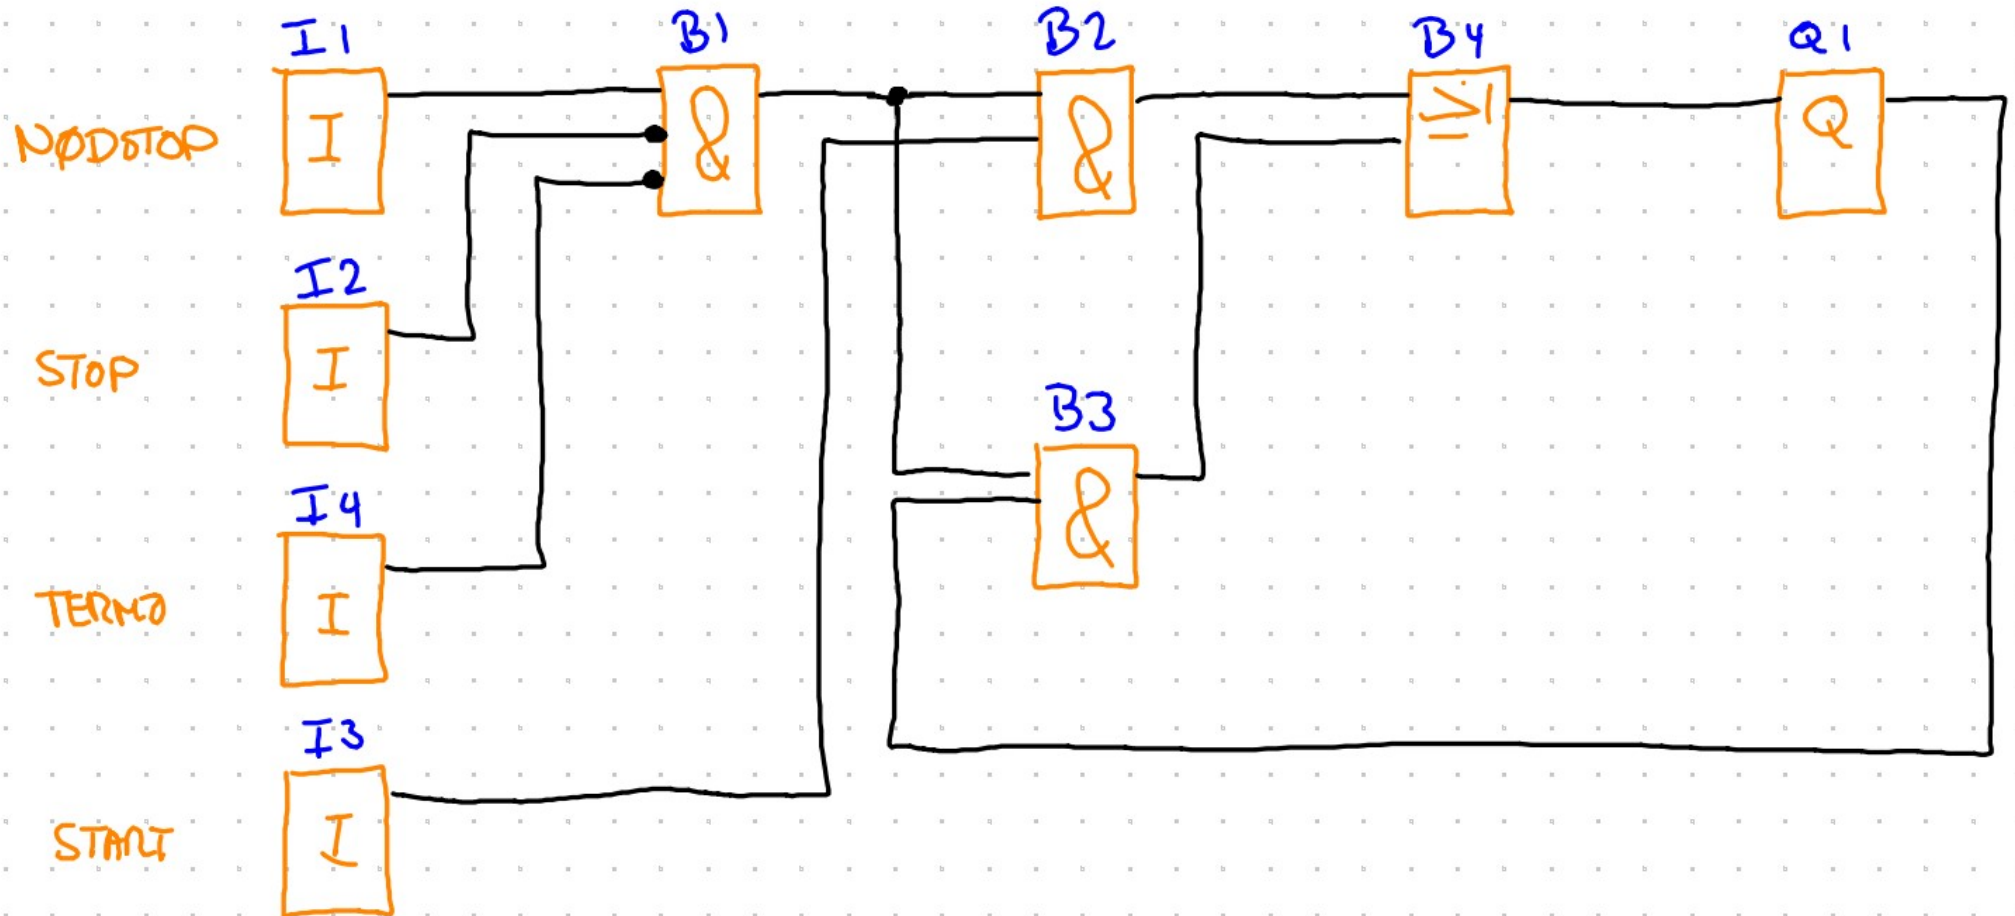 I1 B1 B2 B4 Q1
NØDSTOP I & & ≥1 Q
I2
STOP I
B3
I4 &
TERMO I
I3
START I